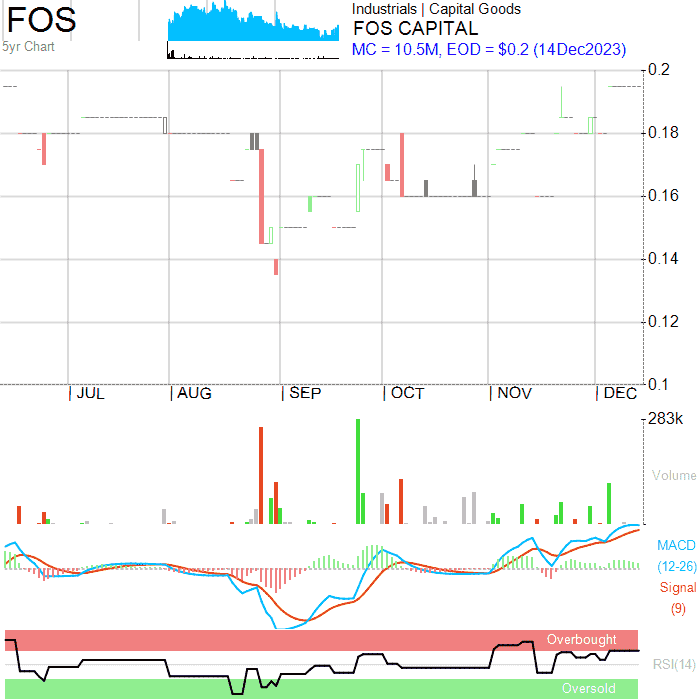 FOS
5yr Chart
Industrials | Capital Goods
FOS CAPITAL
MC = 10.5M, EOD = $0.2 (14Dec2023)
0.2
0.18
0.16
0.14
0.12
0.1
| JUL | AUG | SEP | OCT | NOV | DEC
283k
Volume
MACD
(12-26)
Signal
(9)
Overbought
RSI(14)
Oversold